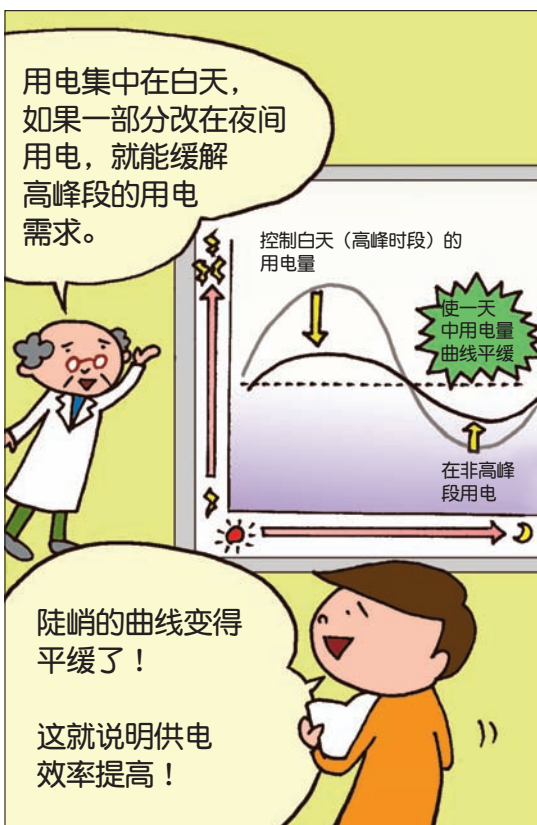 用电集中在白天，
如果一部分改在夜间
用电，就能缓解
高峰段的用电
需求。
控制白天（高峰时段）的
用电量
使一天
中用电量
曲线平缓
在非高峰
段用电
陡峭的曲线变得
平缓了！
这就说明供电
效率提高！